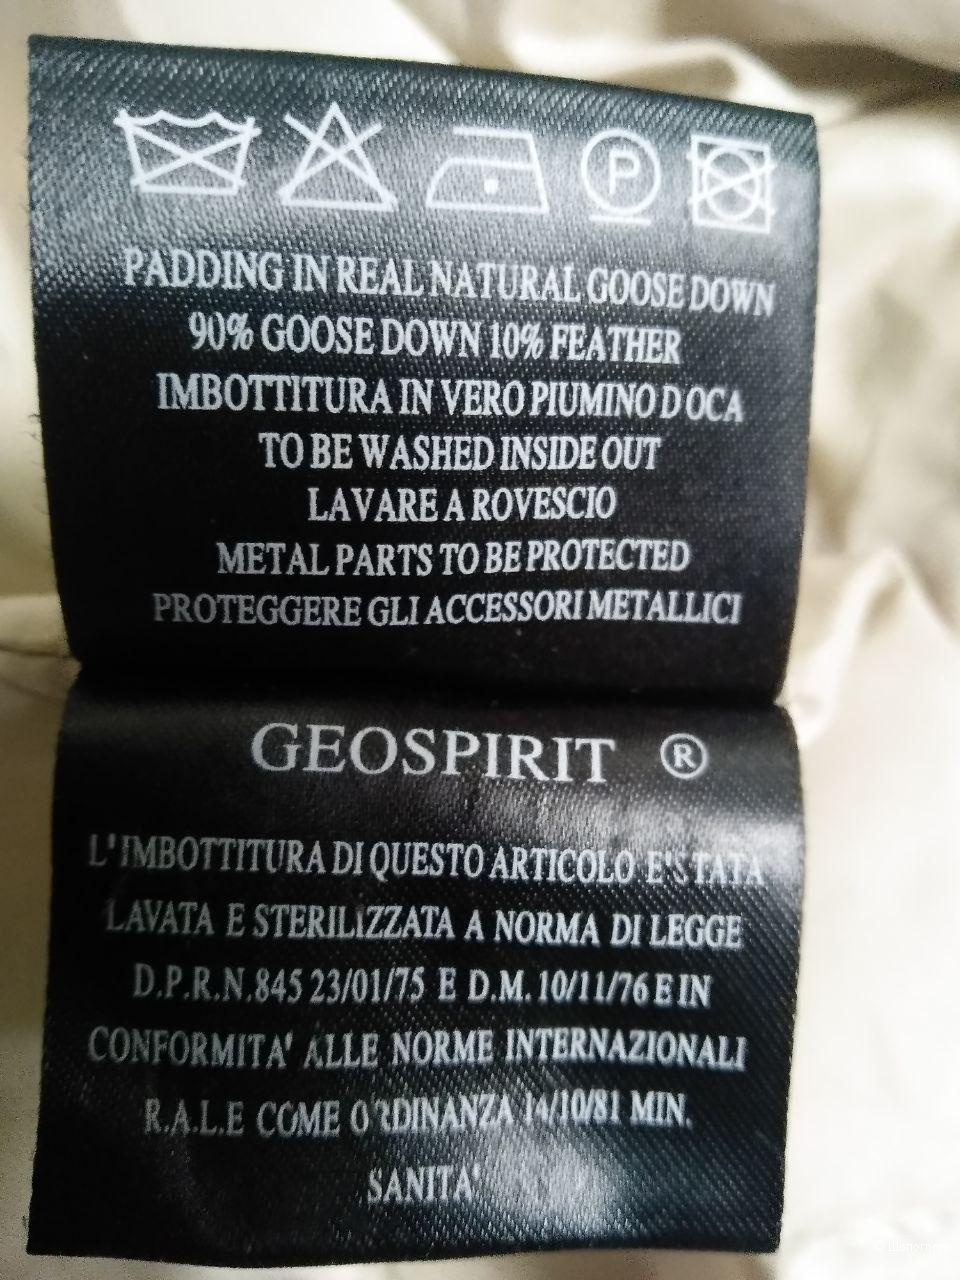 P
PADDING IN REAL NATURAL GOOSE DOWN
90% GOOSE DOWN 10% FEATHER
IMBOTTITURA IN VERO PIUMINO D OCA
TO BE WASHED INSIDE OUT
LAVARE A ROVESCIO
METAL PARTS TO BE PROTECTED
PROTEGGERE GLI ACCESSORI METALLICI
GEOSPIRIT ®
L'IMBOTTITURA DI QUESTO ARTICOLO E'STATA
LAVATA E STERILIZZATA A NORMA DI LEGGE
D.P.R.N.845 23/01/75 E D.M. 10/11/76 E IN
CONFORMITA' ALLE NORME INTERNAZIONALI
R.A.L.E COME ORDINANZA 14/10/81 MIN.
SANITA'